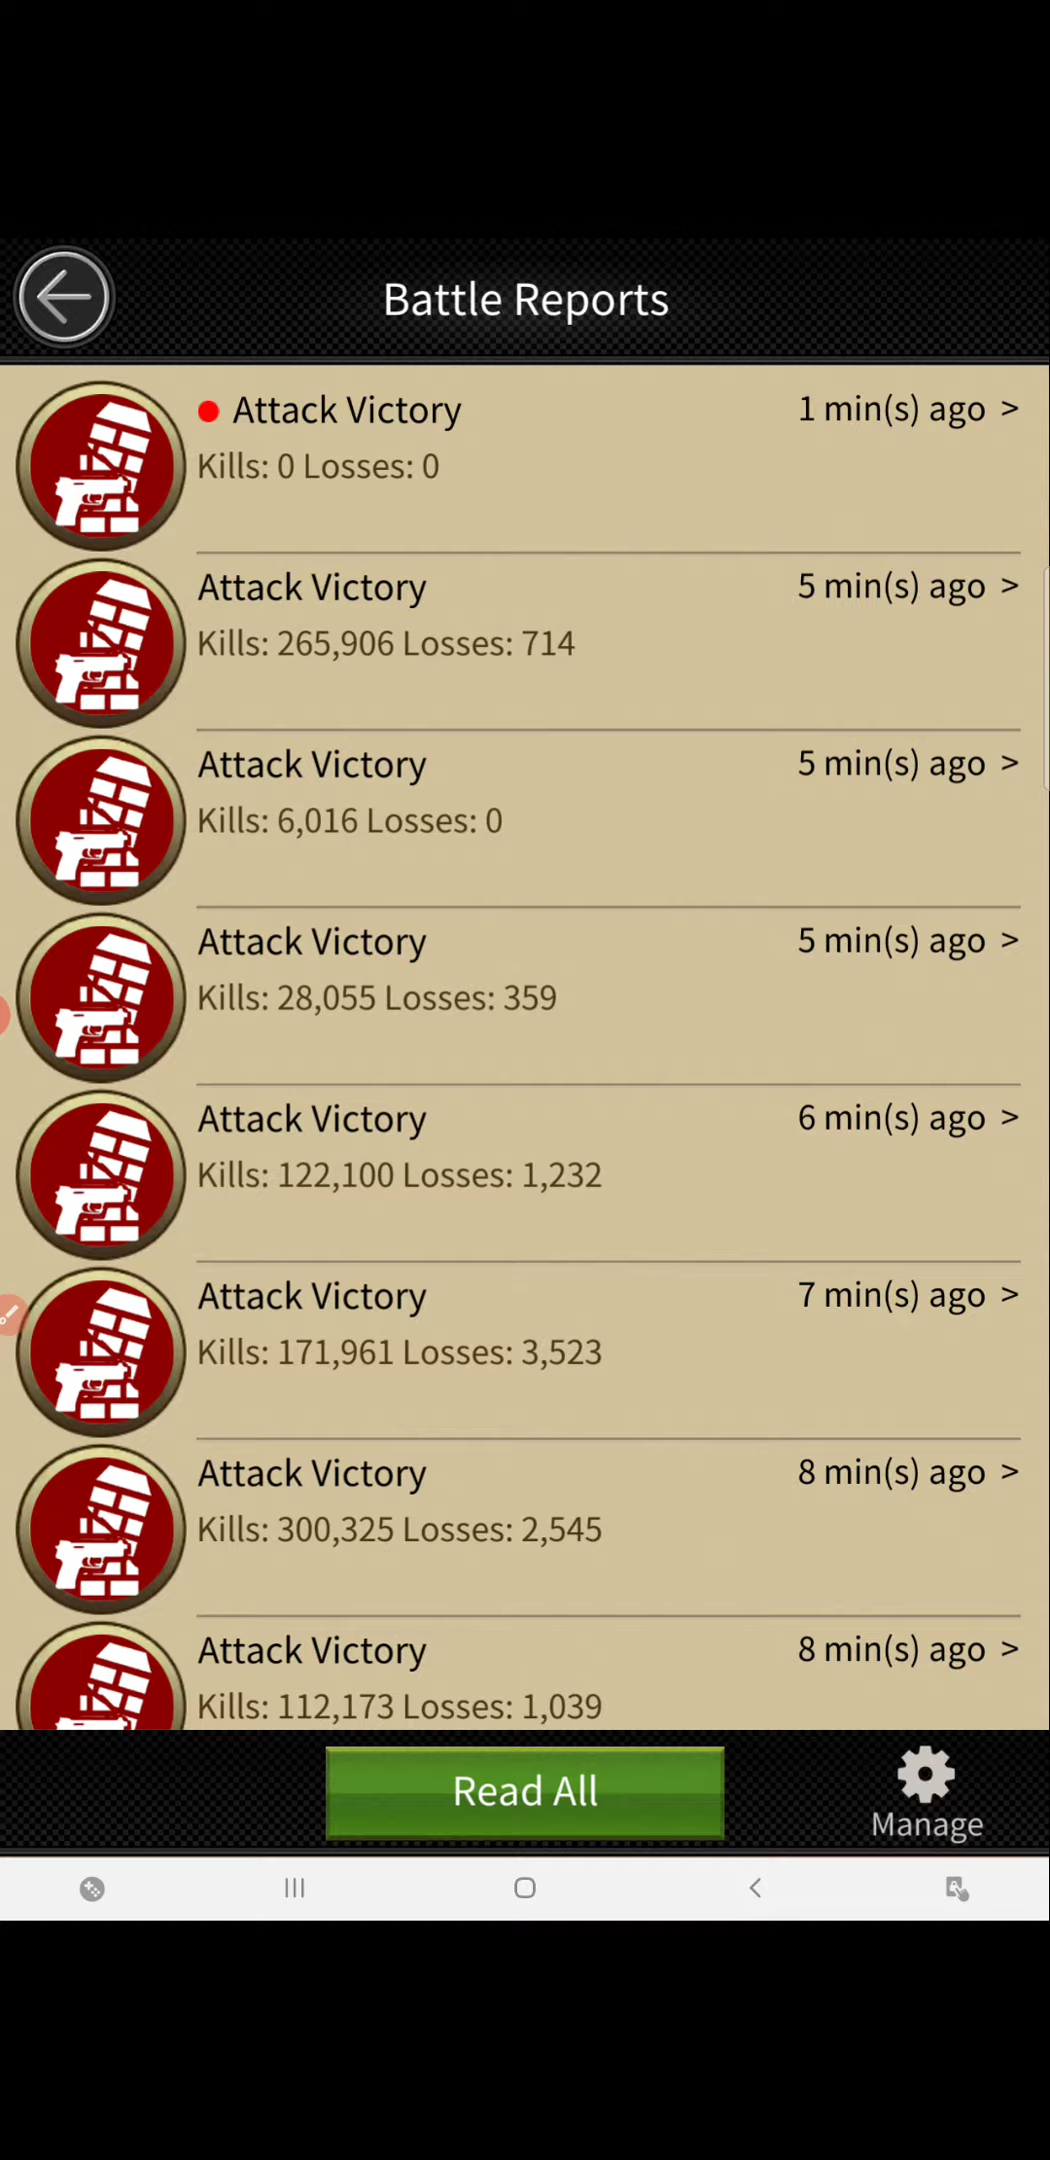 Battle Reports
Attack Victory 1 min(s) ago >
Kills: 0 Losses: 0
Attack Victory 5 min(s) ago >
Kills: 265,906 Losses: 714
Attack Victory 5 min(s) ago >
Kills: 6,016 Losses: 0
Attack Victory 5 min(s) ago >
Kills: 28,055 Losses: 359
Attack Victory 6 min(s) ago >
Kills: 122,100 Losses: 1,232
Attack Victory 7 min(s) ago >
Kills: 171,961 Losses: 3,523
Attack Victory 8 min(s) ago >
Kills: 300,325 Losses: 2,545
Attack Victory 8 min(s) ago >
Kills: 112,173 Losses: 1,039
Read All
Manage